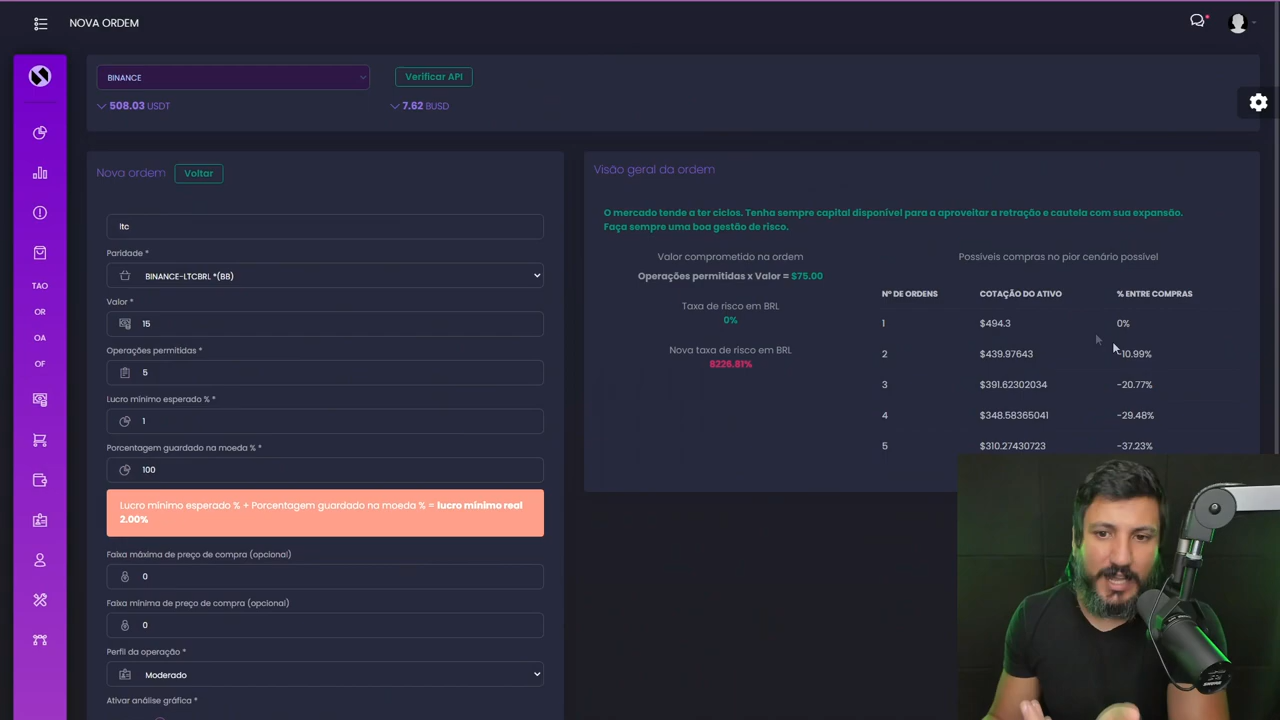 NOVA ORDEM
BINANCE
Verificar API
508.03 USDT
7.62 BUSD
TAO
OR
OA
OF
Nova ordem
Voltar
ltc
Paridade *
BINANCE-LTCBRL *(BB)
Valor *
15
Operações permitidas *
5
Lucro mínimo esperado % *
1
Porcentagem guardado na moeda % *
100
Lucro mínimo esperado % + Porcentagem guardado na moeda % = lucro mínimo real
2.00%
Faixa máxima de preço de compra (opcional)
0
Faixa mínima de preço de compra (opcional)
0
Perfil da operação *
Moderado
Ativar análise gráfica *
Visão geral da ordem
O mercado tende a ter ciclos. Tenha sempre capital disponível para a aproveitar a retração e cautela com sua expansão.
Faça sempre uma boa gestão de risco.
Valor comprometido na ordem
Operações permitidas x Valor = $75.00
Taxa de risco em BRL
0%
Nova taxa de risco em BRL
8226.81%
Possíveis compras no pior cenário possível
Nº DE ORDENS COTAÇÃO DO ATIVO % ENTRE COMPRAS
1 $494.3 0%
2 $439.97643 -10.99%
3 $391.62302034 -20.77%
4 $348.58365041 -29.48%
5 $310.27430723 -37.23%